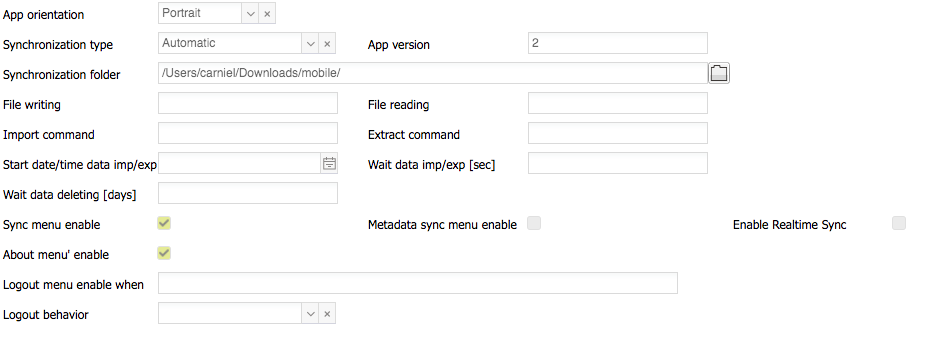 App orientation Portrait
Synchronization type Automatic App version 2
Synchronization folder /Users/carniel/Downloads/mobile/
File writing File reading
Import command Extract command
Start date/time data imp/exp Wait data imp/exp [sec]
Wait data deleting [days]
Sync menu enable Metadata sync menu enable Enable Realtime Sync
About menu' enable
Logout menu enable when
Logout behavior